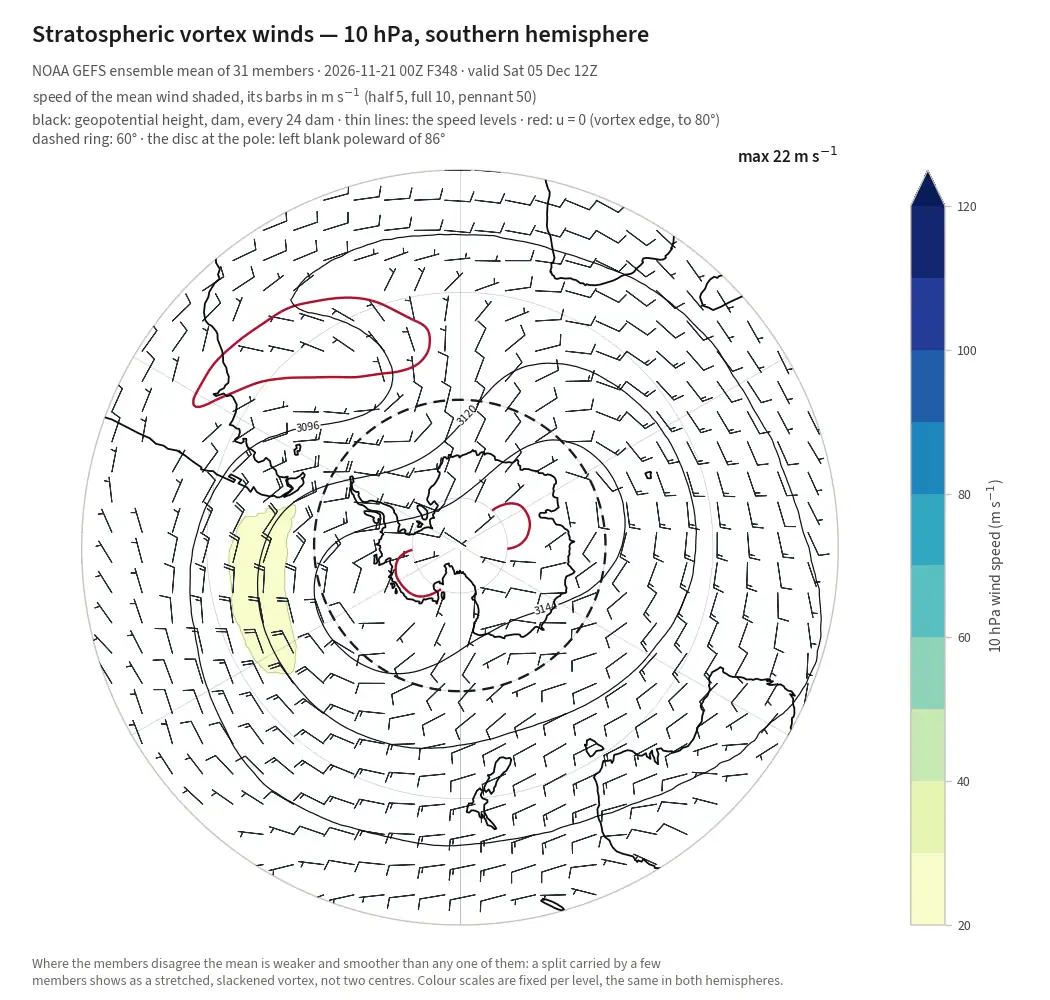 Stratospheric vortex winds — 10 hPa, southern hemisphere
NOAA GEFS ensemble mean of 31 members · 2026-11-21 00Z F348 · valid Sat 05 Dec 12Z
speed of the mean wind shaded, its barbs in m s⁻¹ (half 5, full 10, pennant 50)
black: geopotential height, dam, every 24 dam · thin lines: the speed levels · red: u = 0 (vortex edge, to 80°)
dashed ring: 60° · the disc at the pole: left blank poleward of 86°
max 22 m s⁻¹
120
100
80
60
40
20
10 hPa wind speed (m s⁻¹)
3120
3096
3144
Where the members disagree the mean is weaker and smoother than any one of them: a split carried by a few
members shows as a stretched, slackened vortex, not two centres. Colour scales are fixed per level, the same in both hemispheres.